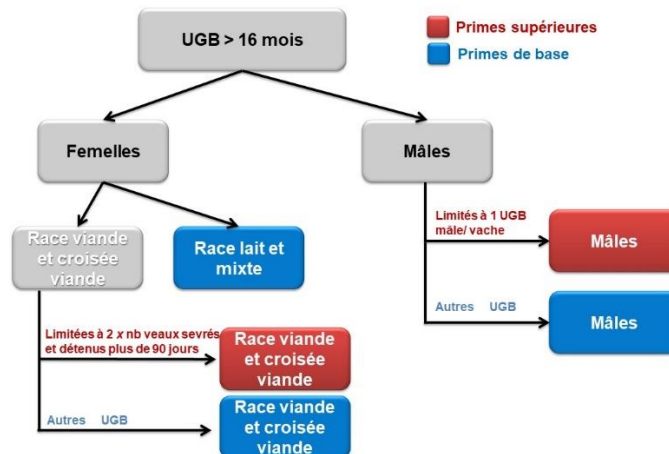 UGB > 16 mois
Primes supérieures
Primes de base
Femelles
Mâles
Race viande
et croisée
viande
Race lait et
mixte
Limités à 1 UGB
mâle/ vache
Mâles
Autres UGB
Mâles
Limitées à 2 x nb veaux sevrés
et détenus plus de 90 jours
Race viande
et croisée
viande
Autres UGB
Race viande
et croisée
viande